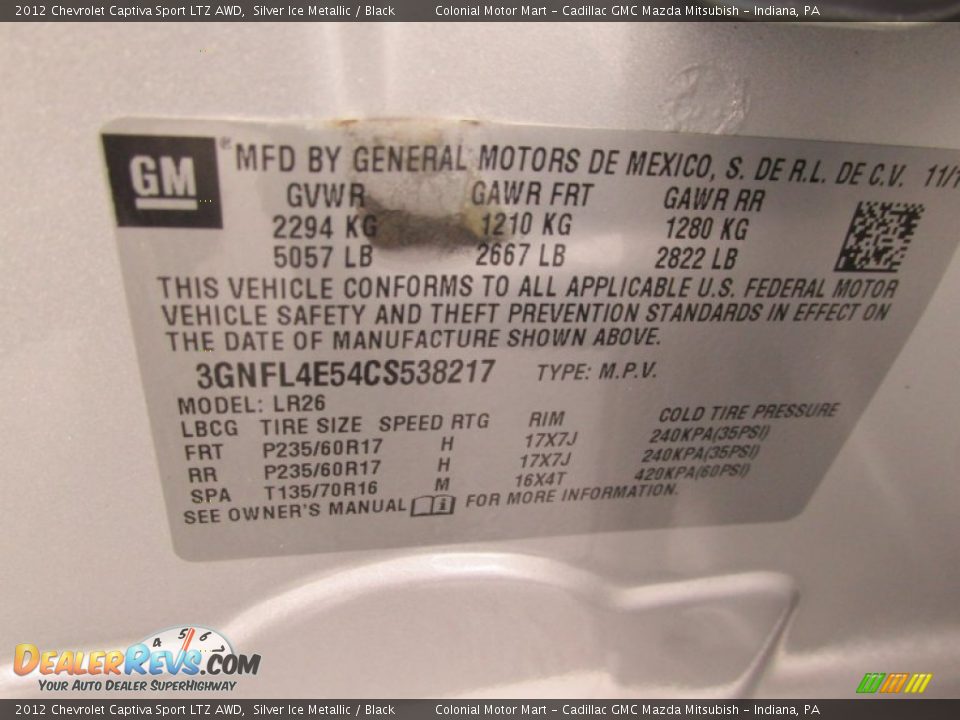 2012 Chevrolet Captiva Sport LTZ AWD, Silver Ice Metallic / Black Colonial Motor Mart - Cadillac GMC Mazda Mitsubish - Indiana, PA
GM ® MFD BY GENERAL MOTORS DE MEXICO, S. DE R.L. DE C.V. 11/1
GVWR GAWR FRT GAWR RR
2294 KG 1210 KG 1280 KG
5057 LB 2667 LB 2822 LB
THIS VEHICLE CONFORMS TO ALL APPLICABLE U.S. FEDERAL MOTOR
VEHICLE SAFETY AND THEFT PREVENTION STANDARDS IN EFFECT ON
THE DATE OF MANUFACTURE SHOWN ABOVE.
3GNFL4E54CS538217 TYPE: M.P.V.
MODEL: LR26
LBCG TIRE SIZE SPEED RTG RIM COLD TIRE PRESSURE
FRT P235/60R17 H 17X7J 240KPA(35PSI)
RR P235/60R17 H 17X7J 240KPA(35PSI)
SPA T135/70R16 M 16X4T 420KPA(60PSI)
SEE OWNER'S MANUAL i FOR MORE INFORMATION.
4 5 6
DEALERREVS.COM
YOUR AUTO DEALER SUPERHIGHWAY
2012 Chevrolet Captiva Sport LTZ AWD, Silver Ice Metallic / Black Colonial Motor Mart - Cadillac GMC Mazda Mitsubish - Indiana, PA